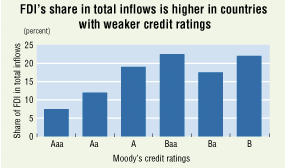 FDI's share in total inflows is higher in countries
with weaker credit ratings
(percent)
Share of FDI in total inflows
25
20
15
10
5
0
Aaa Aa A Baa Ba B
Moody's credit ratings